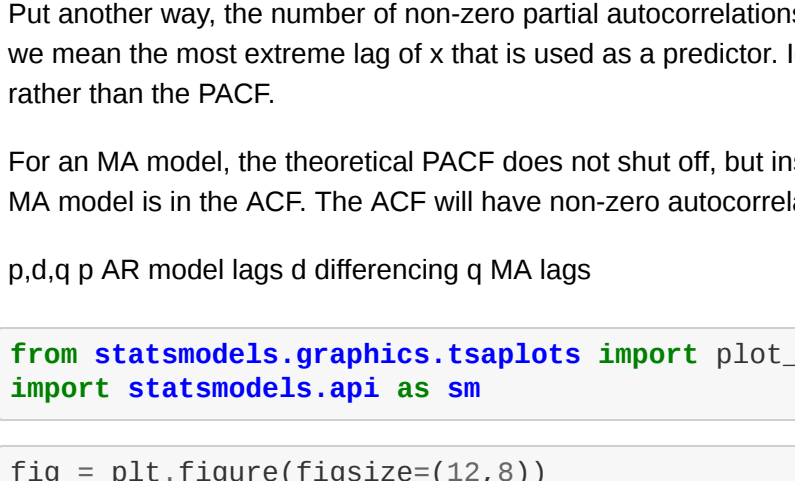 Put another way, the number of non-zero partial autocorrelations
we mean the most extreme lag of x that is used as a predictor.
rather than the PACF.
For an MA model, the theoretical PACF does not shut off, but
MA model is in the ACF. The ACF will have non-zero
p,d,q p AR model lags d differencing q MA lags
from statsmodels.graphics.tsaplots import plot_
import statsmodels.api as sm
fig = plt.figure(figsize=(12,8))